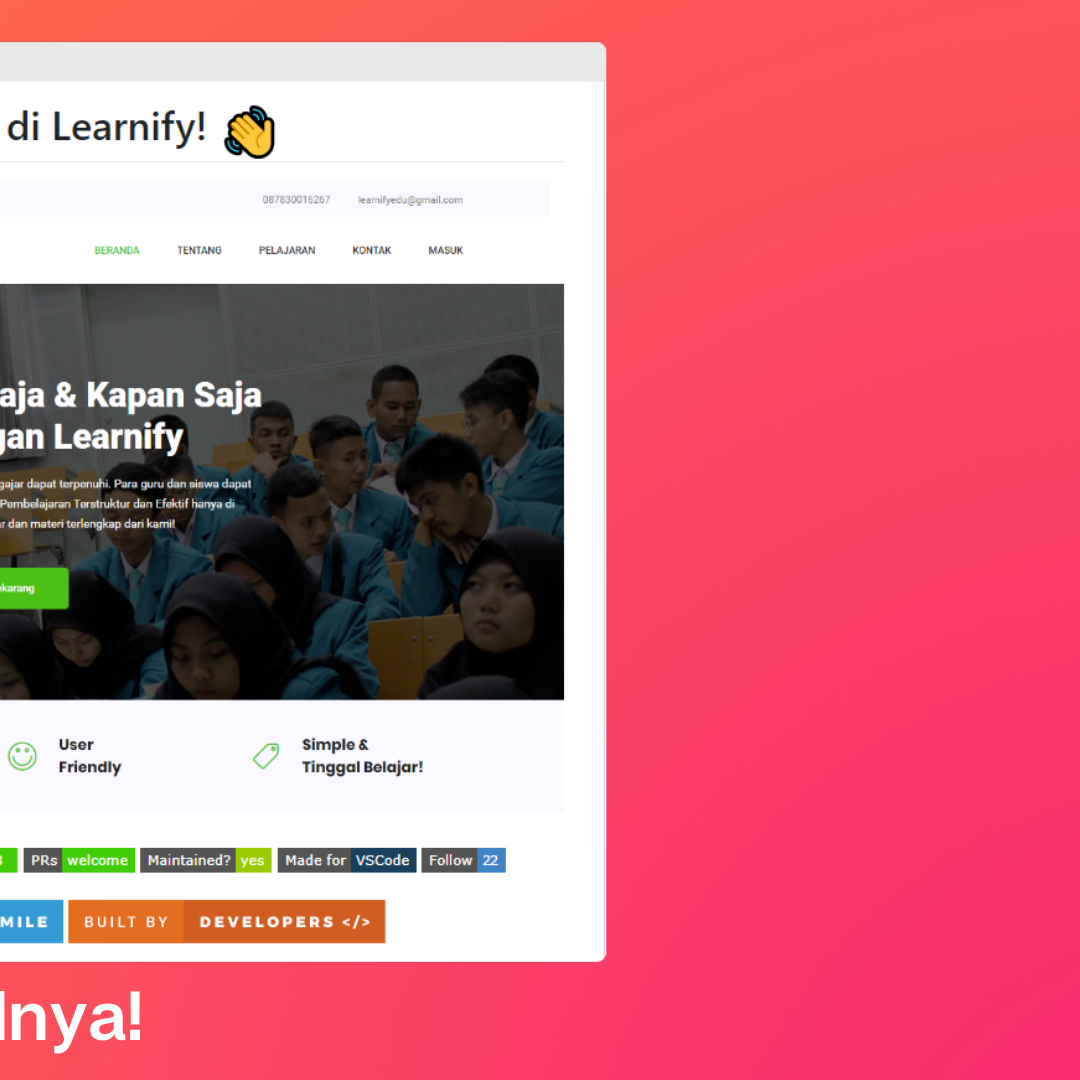 di Learnify!
087830016267 learnifyedu@gmail.com
BERANDA TENTANG PELAJARAN KONTAK MASUK
aja & Kapan Saja
gan Learnify
gajar dapat terpenuhi. Para guru dan siswa dapat
Pembelajaran Terstruktur dan Efektif hanya di
ar dan materi terlengkap dari kami!
ekarang
User
Friendly
Simple &
Tinggal Belajar!
PRs welcome Maintained? yes Made for VSCode Follow 22
MILE BUILT BY DEVELOPERS </>
lnya!